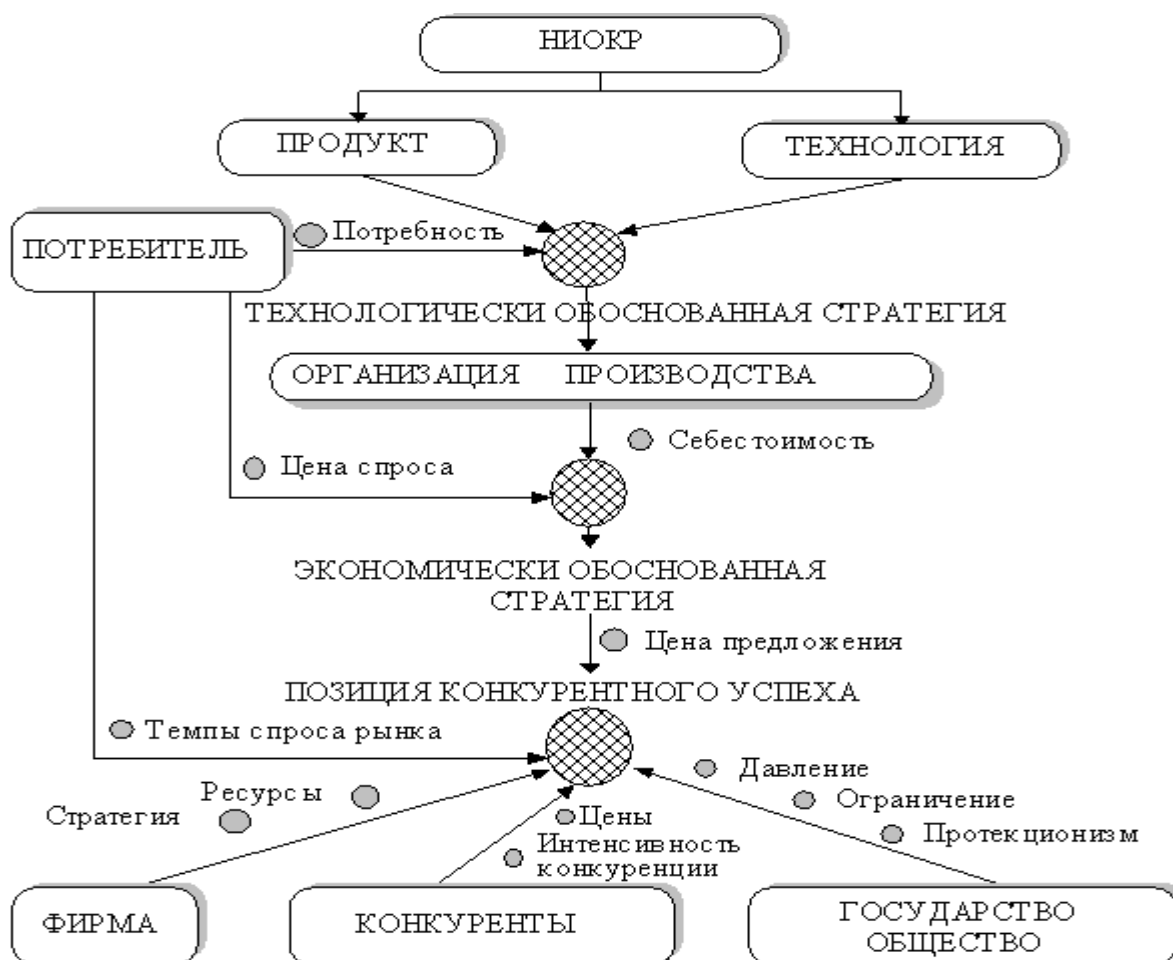 НИОКР
ПРОДУКТ
ТЕХНОЛОГИЯ
ПОТРЕБИТЕЛЬ
Потребность
ТЕХНОЛОГИЧЕСКИ ОБОСНОВАННАЯ СТРАТЕГИЯ
ОРГАНИЗАЦИЯ ПРОИЗВОДСТВА
Себестоимость
Цена спроса
ЭКОНОМИЧЕСКИ ОБОСНОВАННАЯ
СТРАТЕГИЯ
Цена предложения
ПОЗИЦИЯ КОНКУРЕНТНОГО УСПЕХА
Темпы спроса рынка
Давление
Ресурсы
Ограничение
Стратегия
Цены
Протекционизм
Интенсивность
конкуренции
ФИРМА
КОНКУРЕНТЫ
ГОСУДАРСТВО
ОБЩЕСТВО